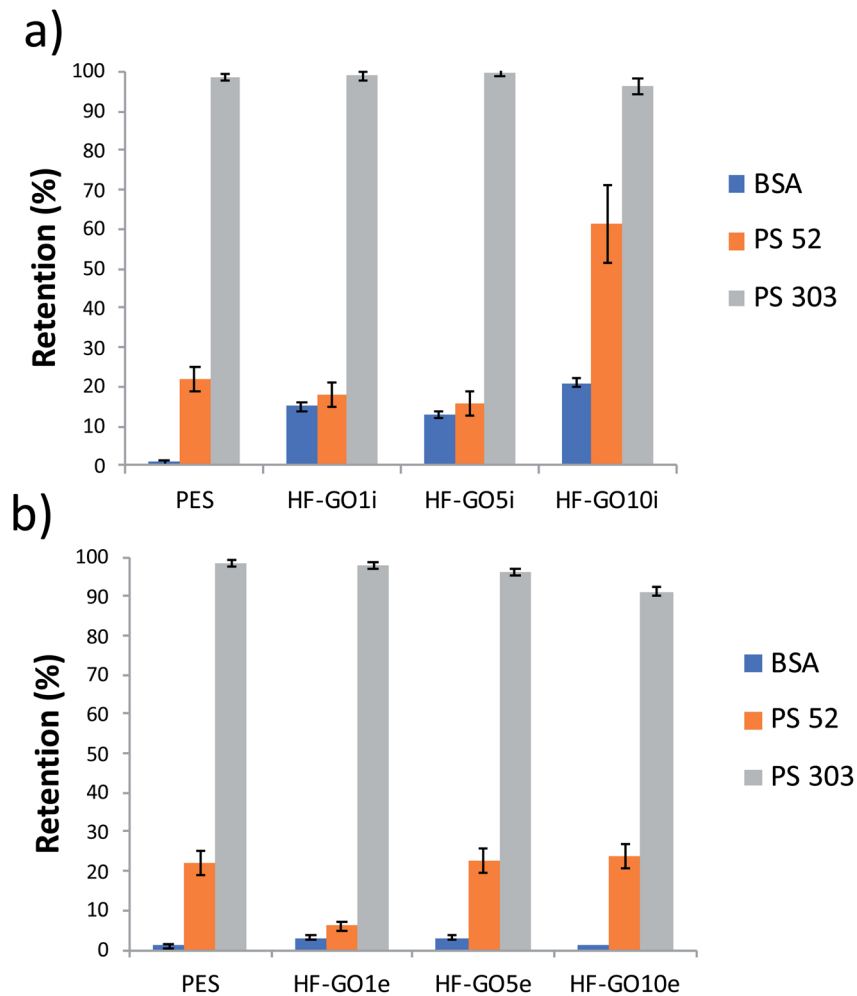 a)
Retention (%)
100
90
80
70
60
50
40
30
20
10
0
PES HF-GO1i HF-GO5i HF-GO10i
BSA
PS 52
PS 303
b)
Retention (%)
100
90
80
70
60
50
40
30
20
10
0
PES HF-GO1e HF-GO5e HF-GO10e
BSA
PS 52
PS 303